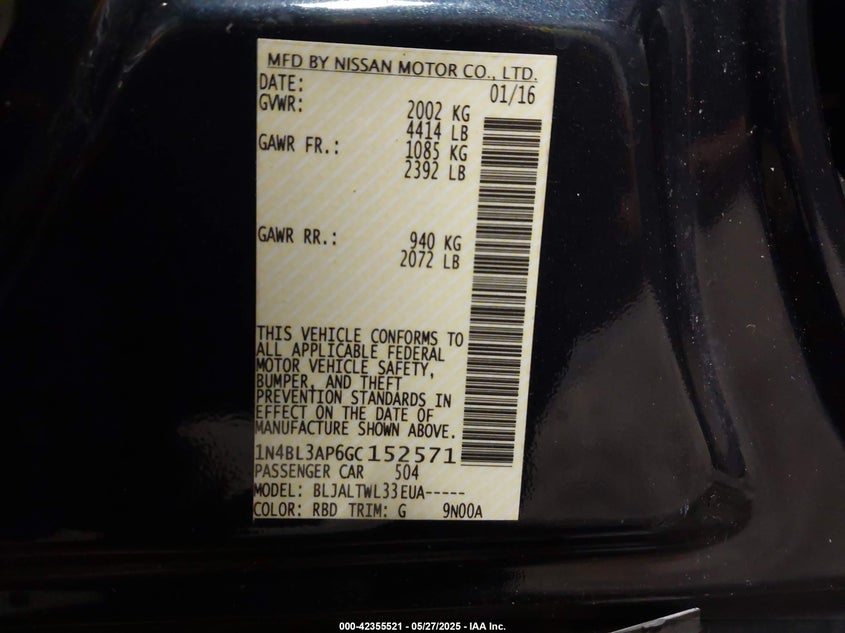 MFD BY NISSAN MOTOR CO., LTD.
DATE: 01/16
GVWR: 2002 KG
4414 LB
GAWR FR.: 1085 KG
2392 LB
GAWR RR.: 940 KG
2072 LB
THIS VEHICLE CONFORMS TO
ALL APPLICABLE FEDERAL
MOTOR VEHICLE SAFETY,
BUMPER, AND THEFT
PREVENTION STANDARDS IN
EFFECT ON THE DATE OF
MANUFACTURE SHOWN ABOVE.
1N4BL3AP6GC152571
PASSENGER CAR 504
MODEL: BLJALTWL33EUA-----
COLOR: RBD TRIM: G 9N00A
000-42355521 - 05/27/2025 - IAA Inc.